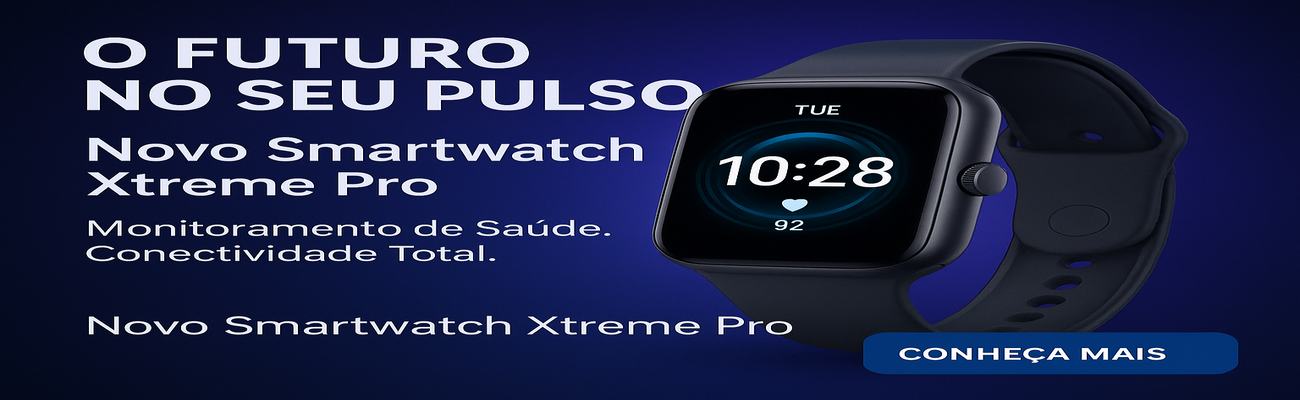 O FUTURO
NO SEU PULSO
Novo Smartwatch
Xtreme Pro
Monitoramento de Saúde.
Conectividade Total.
Novo Smartwatch Xtreme Pro
TUE
10:28
92
CONHEÇA MAIS